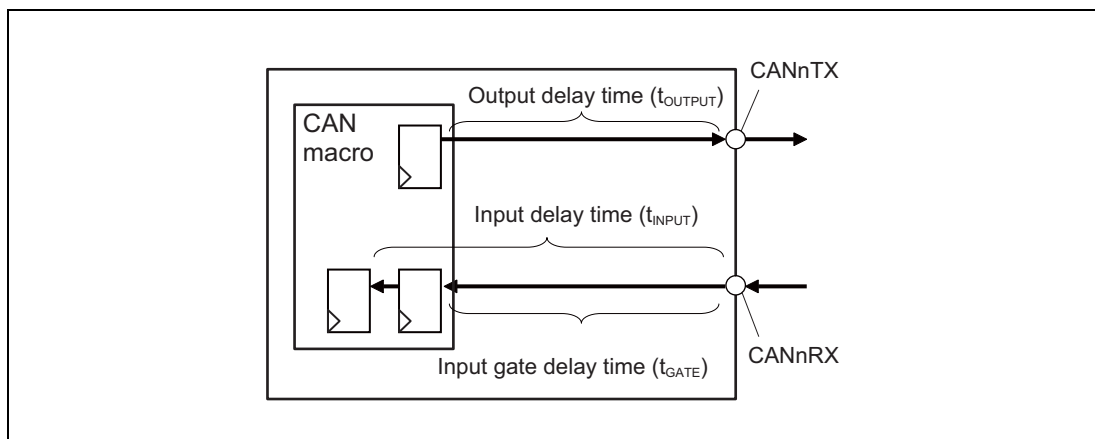 CANnTX
Output delay time (tOUTPUT)
CAN
macro
Input delay time (tINPUT)
Input gate delay time (tGATE)
CANnRX